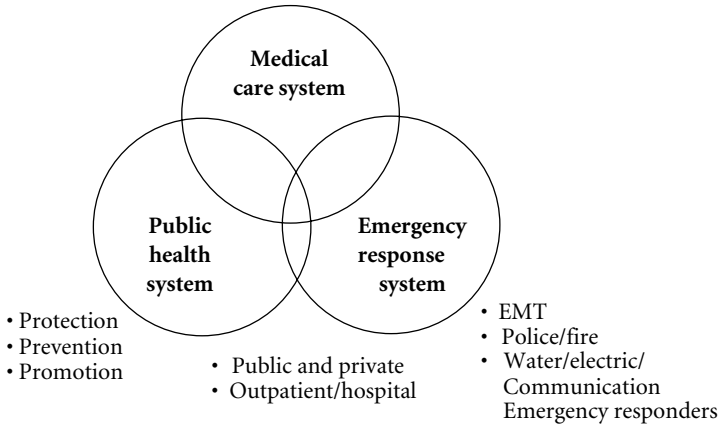 Medical
care system
Public
health
system
Emergency
response
system
• Protection
• Prevention
• Promotion
• Public and private
• Outpatient/hospital
• EMT
• Police/fire
• Water/electric/
Communication
Emergency responders